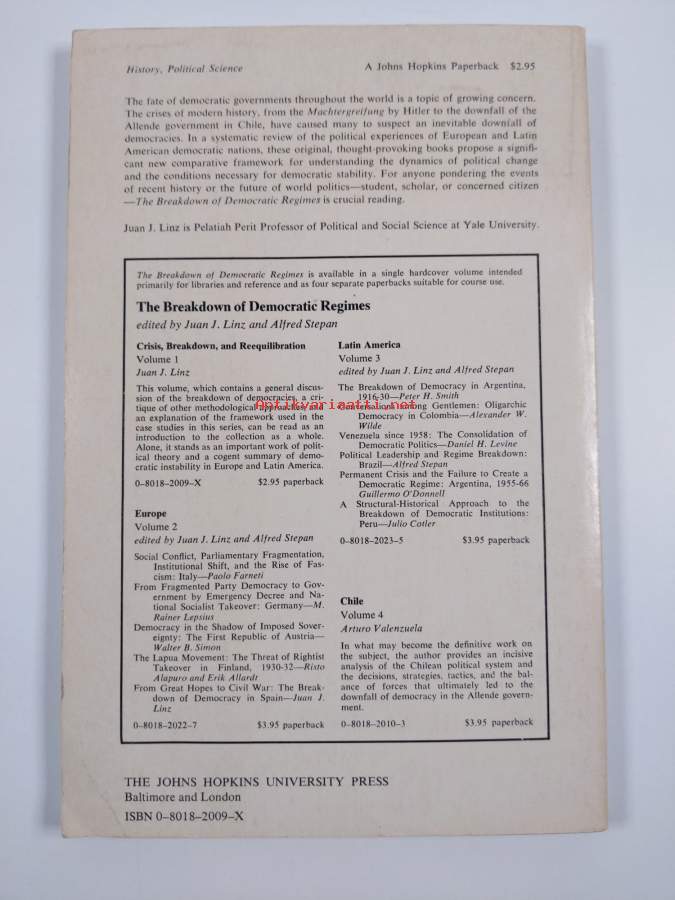 History, Political Science
A Johns Hopkins Paperback $2.95
The fate of democratic governments throughout the world is a topic of growing concern.
The crises of modern history, from the Machtergreifung by Hitler to the downfall of the
Allende government in Chile, have caused many to suspect an inevitable downfall of
democracies. In a systematic review of the political experiences of European and Latin
American democratic nations, these original, thought-provoking books propose a signifi-
cant new comparative framework for understanding the dynamics of political change
and the conditions necessary for democratic stability. For anyone pondering the events
of recent history or the future of world politics—student, scholar, or concerned citizen
—The Breakdown of Democratic Regimes is crucial reading.
Juan J. Linz is Pelatiah Perit Professor of Political and Social Science at Yale University.
The Breakdown of Democratic Regimes is available in a single hardcover volume intended
primarily for libraries and reference and as four separate paperbacks suitable for course use.
The Breakdown of Democratic Regimes
edited by Juan J. Linz and Alfred Stepan
Crisis, Breakdown, and Reequilibration
Volume 1
Juan J. Linz
This volume, which contains a general discus-
sion of the breakdown of democracies, a cri-
tique of other methodological approaches, and
an explanation of the framework used in the
case studies in this series, can be read as an
introduction to the collection as a whole.
Alone, it stands as an important work of polit-
ical theory and a cogent summary of demo-
cratic instability in Europe and Latin America.
0-8018-2009-X $2.95 paperback
Europe
Volume 2
edited by Juan J. Linz and Alfred Stepan
Social Conflict, Parliamentary Fragmentation,
Institutional Shift, and the Rise of Fas-
cism: Italy—Paolo Farneti
From Fragmented Party Democracy to Gov-
ernment by Emergency Decree and Na-
tional Socialist Takeover: Germany—M.
Rainer Lepsius
Democracy in the Shadow of Imposed Sover-
eignty: The First Republic of Austria—
Walter B. Simon
The Lapua Movement: The Threat of Rightist
Takeover in Finland, 1930-32—Risto
Alapuro and Erik Allardt
From Great Hopes to Civil War: The Break-
down of Democracy in Spain—Juan J.
Linz
0-8018-2022-7 $3.95 paperback
Latin America
Volume 3
edited by Juan J. Linz and Alfred Stepan
The Breakdown of Democracy in Argentina,
1916-30—Peter H. Smith
Conversations Among Gentlemen: Oligarchic
Democracy in Colombia—Alexander W.
Wilde
Venezuela since 1958: The Consolidation of
Democratic Politics—Daniel H. Levine
Political Leadership and Regime Breakdown:
Brazil—Alfred Stepan
Permanent Crisis and the Failure to Create a
Democratic Regime: Argentina, 1955-66
Guillermo O'Donnell
A Structural-Historical Approach to the
Breakdown of Democratic Institutions:
Peru—Julio Cotler
0-8018-2023-5 $3.95 paperback
Chile
Volume 4
Arturo Valenzuela
In what may become the definitive work on
the subject, the author provides an incisive
analysis of the Chilean political system and
the decisions, strategies, tactics, and the bal-
ance of forces that ultimately led to the
downfall of democracy in the Allende govern-
ment.
0-8018-2010-3 $3.95 paperback
THE JOHNS HOPKINS UNIVERSITY PRESS
Baltimore and London
ISBN 0-8018-2009-X
Antikvariaatti.net